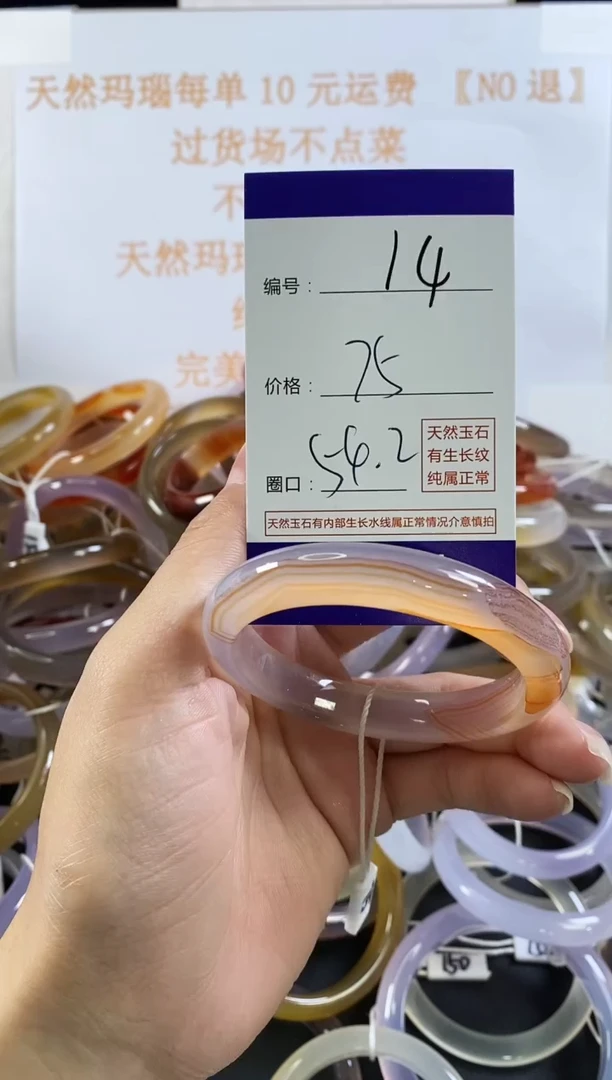 天然玛瑙每单 10 元运费 【NO 退】
过货场不点菜
不
天然玛
完美
编号： 14
价格： 75
圈口： 54.2
天然玉石
有生长纹
纯属正常
天然玉石有内部生长水线属正常情况介意慎拍
150